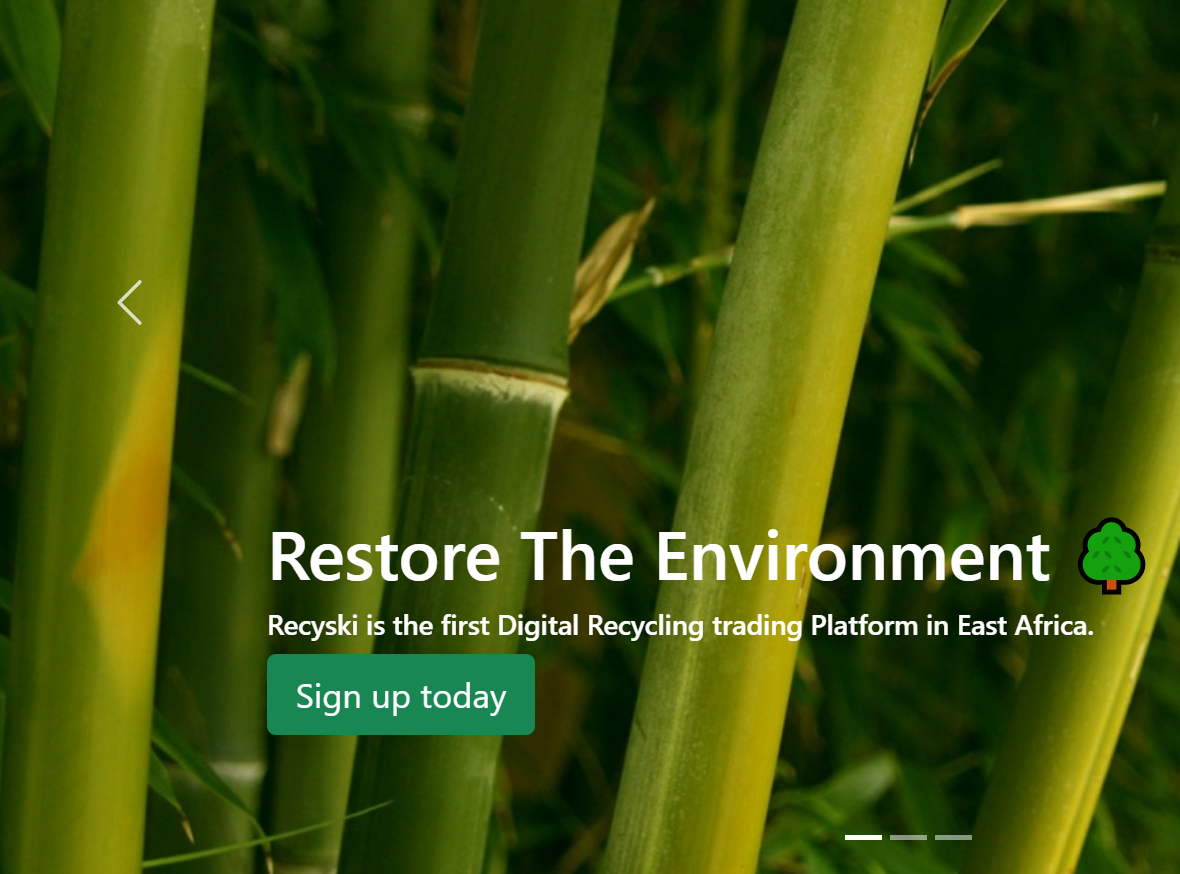 Restore The Environment 🌳
Recyski is the first Digital Recycling trading Platform in East Africa.
Sign up today